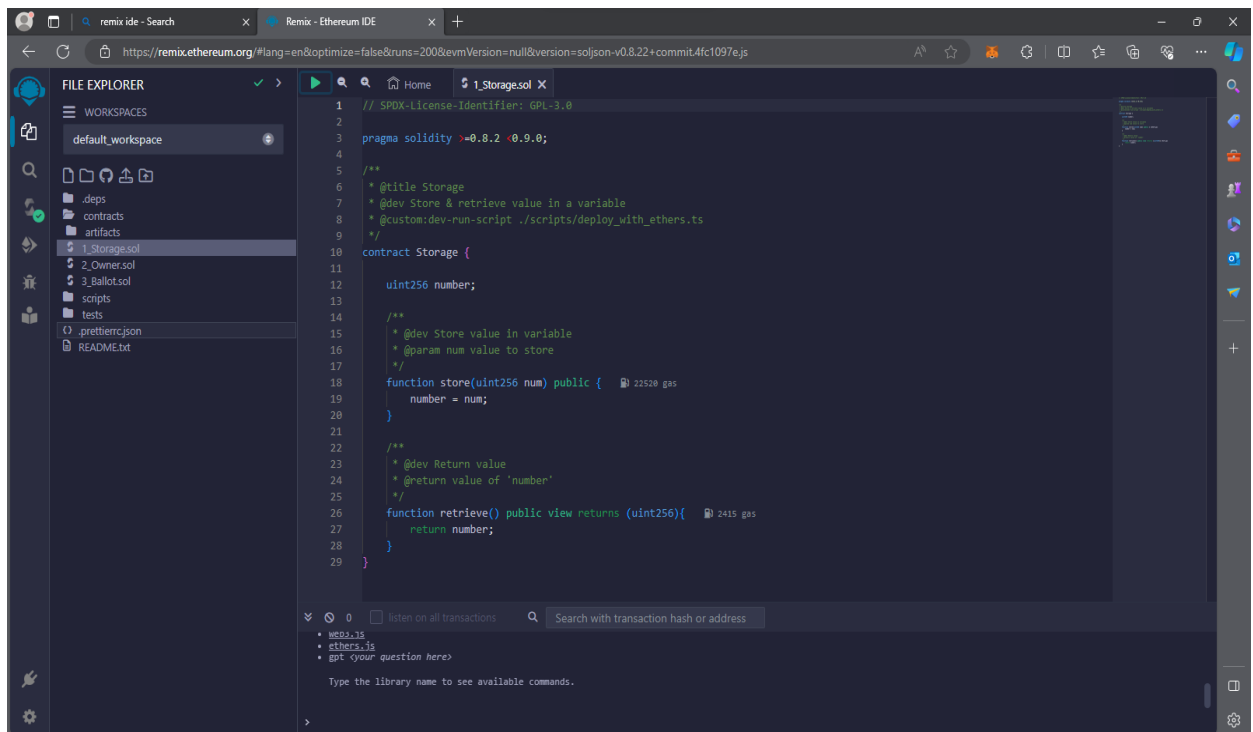 remix ide - Search
Remix - Ethereum IDE
https://remix.ethereum.org/#lang=en&optimize=false&runs=200&evmVersion=null&version=soljson-v0.8.22+commit.4fc1097e.js
FILE EXPLORER
WORKSPACES
default_workspace
.deps
contracts
artifacts
1_Storage.sol
2_Owner.sol
3_Ballot.sol
scripts
tests
.prettierrc.json
README.txt
Home
1_Storage.sol
1 // SPDX-License-Identifier: GPL-3.0
2
3 pragma solidity >=0.8.2 <0.9.0;
4
5 /**
6 * @title Storage
7 * @dev Store & retrieve value in a variable
8 * @custom:dev-run-script ./scripts/deploy_with_ethers.ts
9 */
10 contract Storage {
11
12 uint256 number;
13
14 /**
15 * @dev Store value in variable
16 * @param num value to store
17 */
18 function store(uint256 num) public { 22520 gas
19 number = num;
20 }
21
22 /**
23 * @dev Return value
24 * @return value of 'number'
25 */
26 function retrieve() public view returns (uint256){ 2415 gas
27 return number;
28 }
29 }
0 listen on all transactions Search with transaction hash or address
• web3.js
• ethers.js
• gpt <your question here>
Type the library name to see available commands.
>